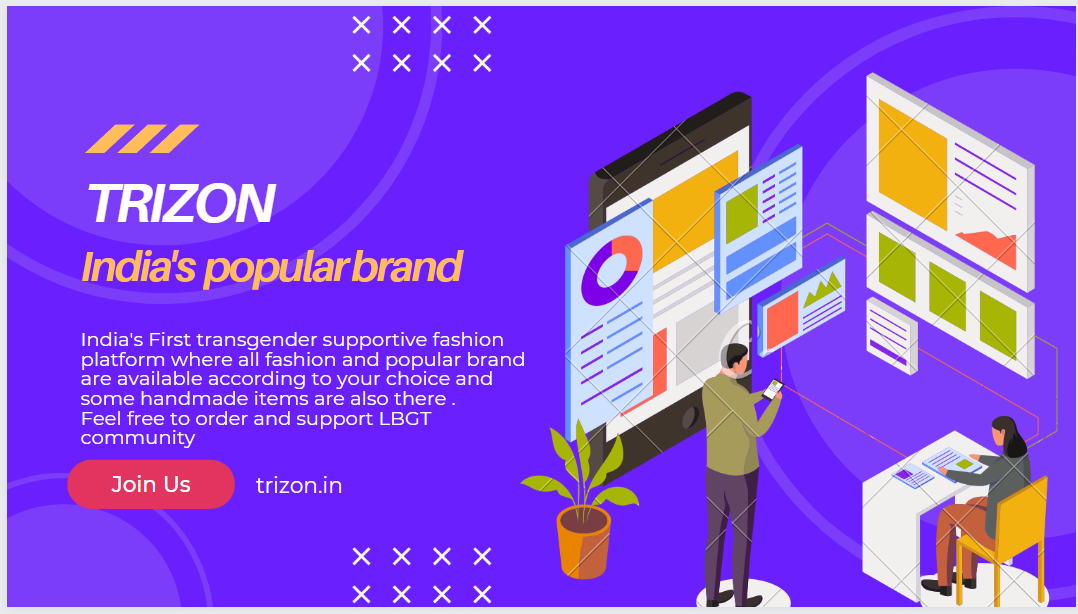 TRIZON
India's popular brand
India's First transgender supportive fashion
platform where all fashion and popular brand
are available according to your choice and
some handmade items are also there .
Feel free to order and support LBGT
community
Join Us
trizon.in